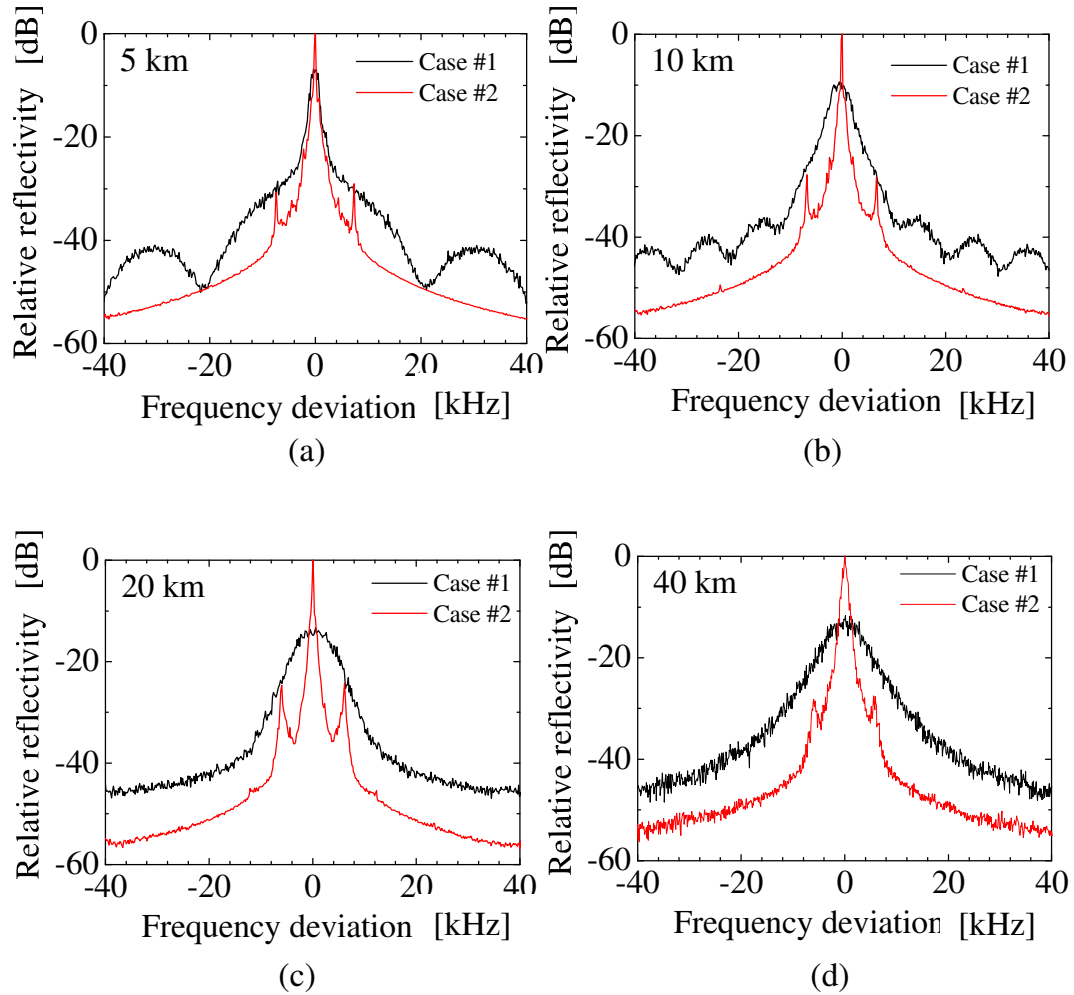 Relative reflectivity [dB]
0
-20
-40
-60
5 km
Case #1
Case #2
-40 -20 0 20 40
Frequency deviation [kHz]
(a)
Relative reflectivity [dB]
0
-20
-40
-60
10 km
Case #1
Case #2
-40 -20 0 20 40
Frequency deviation [kHz]
(b)
Relative reflectivity [dB]
0
-20
-40
-60
20 km
Case #1
Case #2
-40 -20 0 20 40
Frequency deviation [kHz]
(c)
Relative reflectivity [dB]
0
-20
-40
-60
40 km
Case #1
Case #2
-40 -20 0 20 40
Frequency deviation [kHz]
(d)